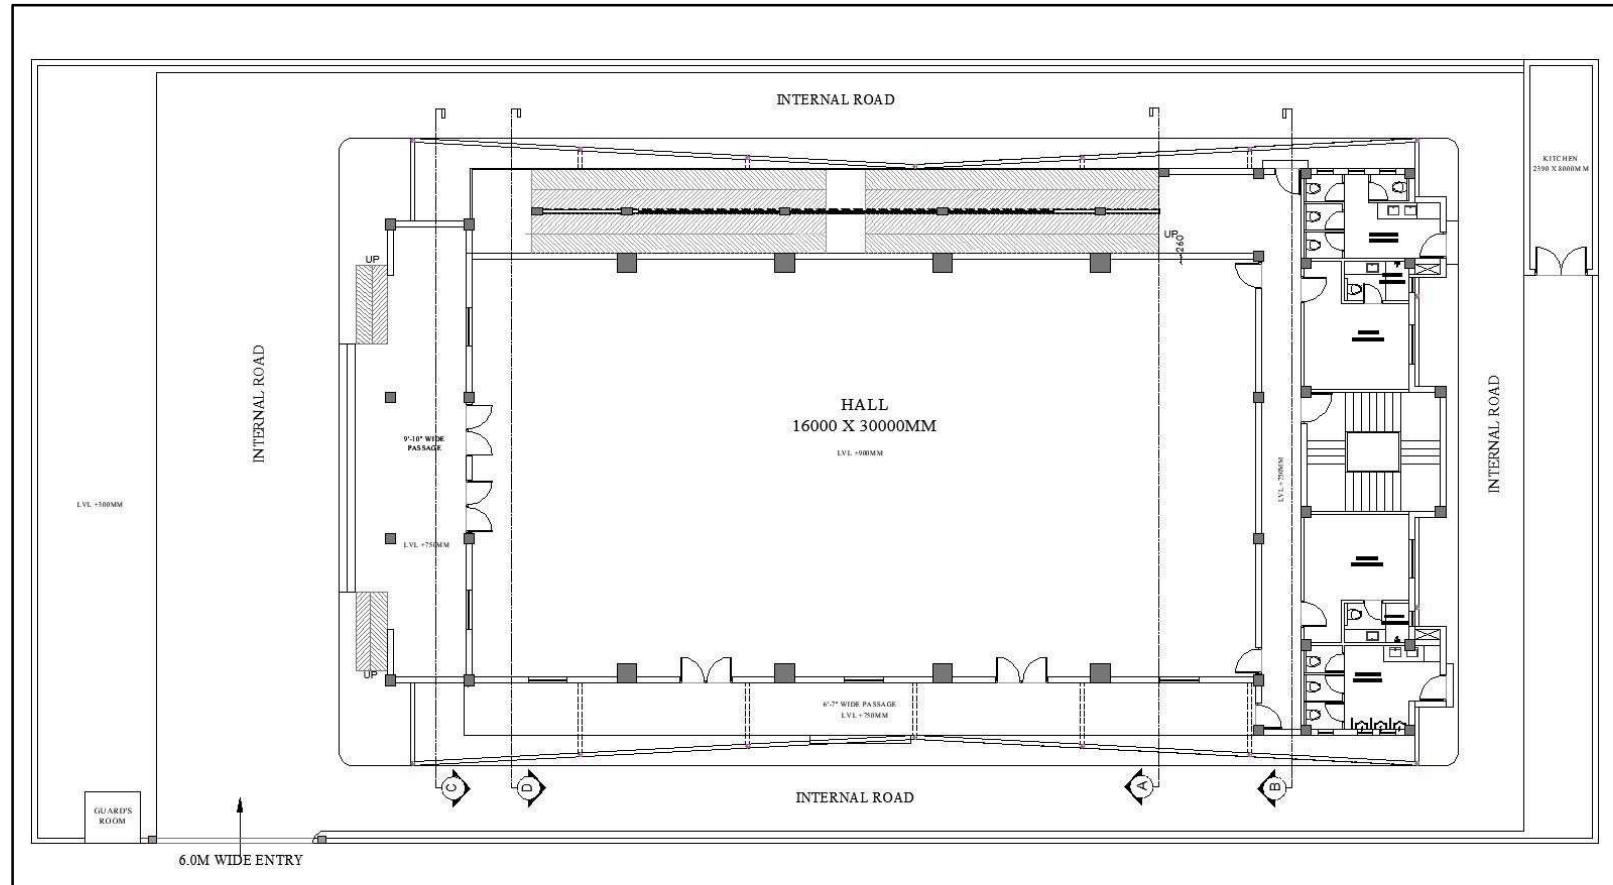 INTERNAL ROAD
KITCHEN
2390 X 8000MM
UP
UP
260
INTERNAL ROAD
INTERNAL ROAD
HALL
16000 X 30000MM
LVL +900MM
9'-10" WIDE
PASSAGE
LVL +750MM
LVL +300MM
LVL +750MM
UP
6'-7" WIDE PASSAGE
LVL +750MM
C
D
A
B
INTERNAL ROAD
GUARD'S
ROOM
6.0M WIDE ENTRY